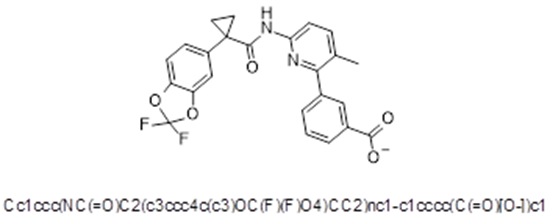 H
N
N
O
O
O
O
F
F
O−
Cc1ccc(NC(=O)C2(c3ccc4c(c3)OC(F)(F)O4)CC2)nc1-c1cccc(C(=O)[O-])c1